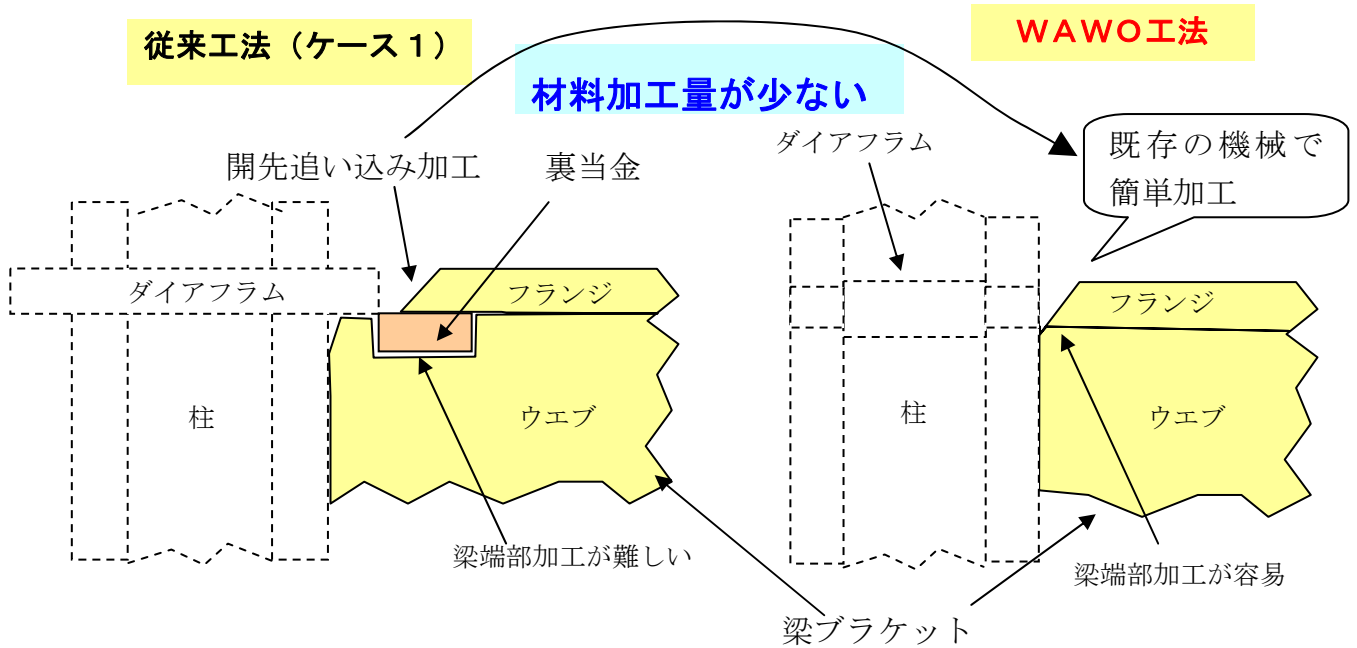 従来工法（ケース１）
ＷＡＷＯ工法
材料加工量が少ない
開先追い込み加工
裏当金
ダイアフラム
既存の機械で
簡単加工
ダイアフラム
フランジ
フランジ
柱
ウエブ
柱
ウエブ
梁端部加工が難しい
梁端部加工が容易
梁ブラケット